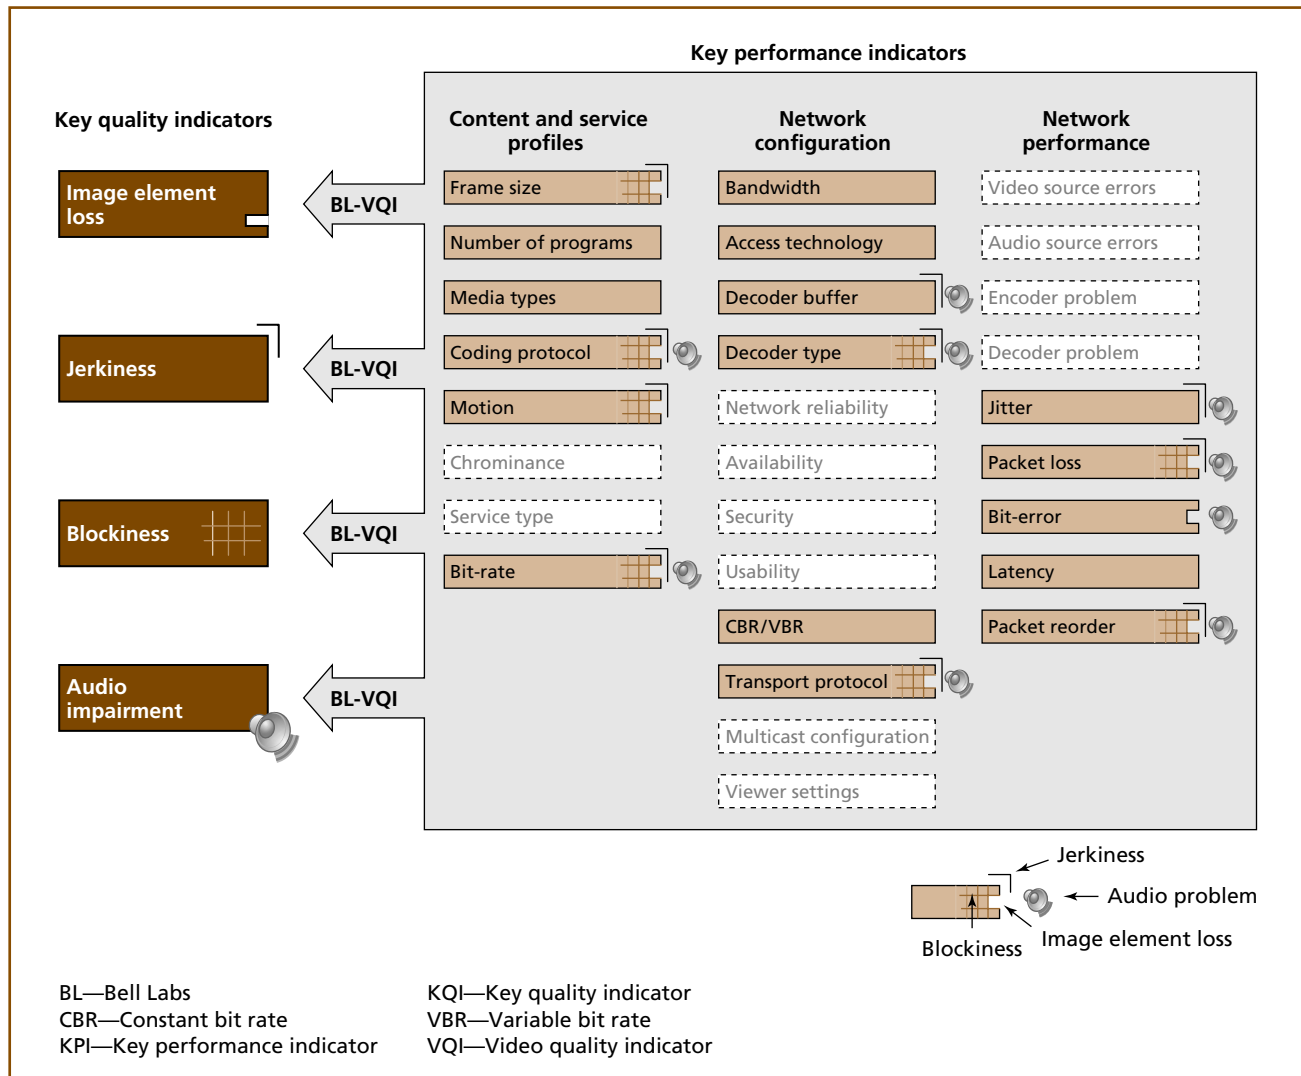 Key performance indicators
Key quality indicators
Content and service
profiles
Network
configuration
Network
performance
Image element
loss
BL-VQI
Frame size
Bandwidth
Video source errors
Number of programs
Access technology
Audio source errors
Media types
Decoder buffer
Encoder problem
Jerkiness
BL-VQI
Coding protocol
Decoder type
Decoder problem
Motion
Network reliability
Jitter
Chrominance
Availability
Packet loss
Blockiness
BL-VQI
Service type
Security
Bit-error
Bit-rate
Usability
Latency
CBR/VBR
Packet reorder
Audio
impairment
BL-VQI
Transport protocol
Multicast configuration
Viewer settings
Jerkiness
Audio problem
Image element loss
Blockiness
BL—Bell Labs
CBR—Constant bit rate
KPI—Key performance indicator
KQI—Key quality indicator
VBR—Variable bit rate
VQI—Video quality indicator